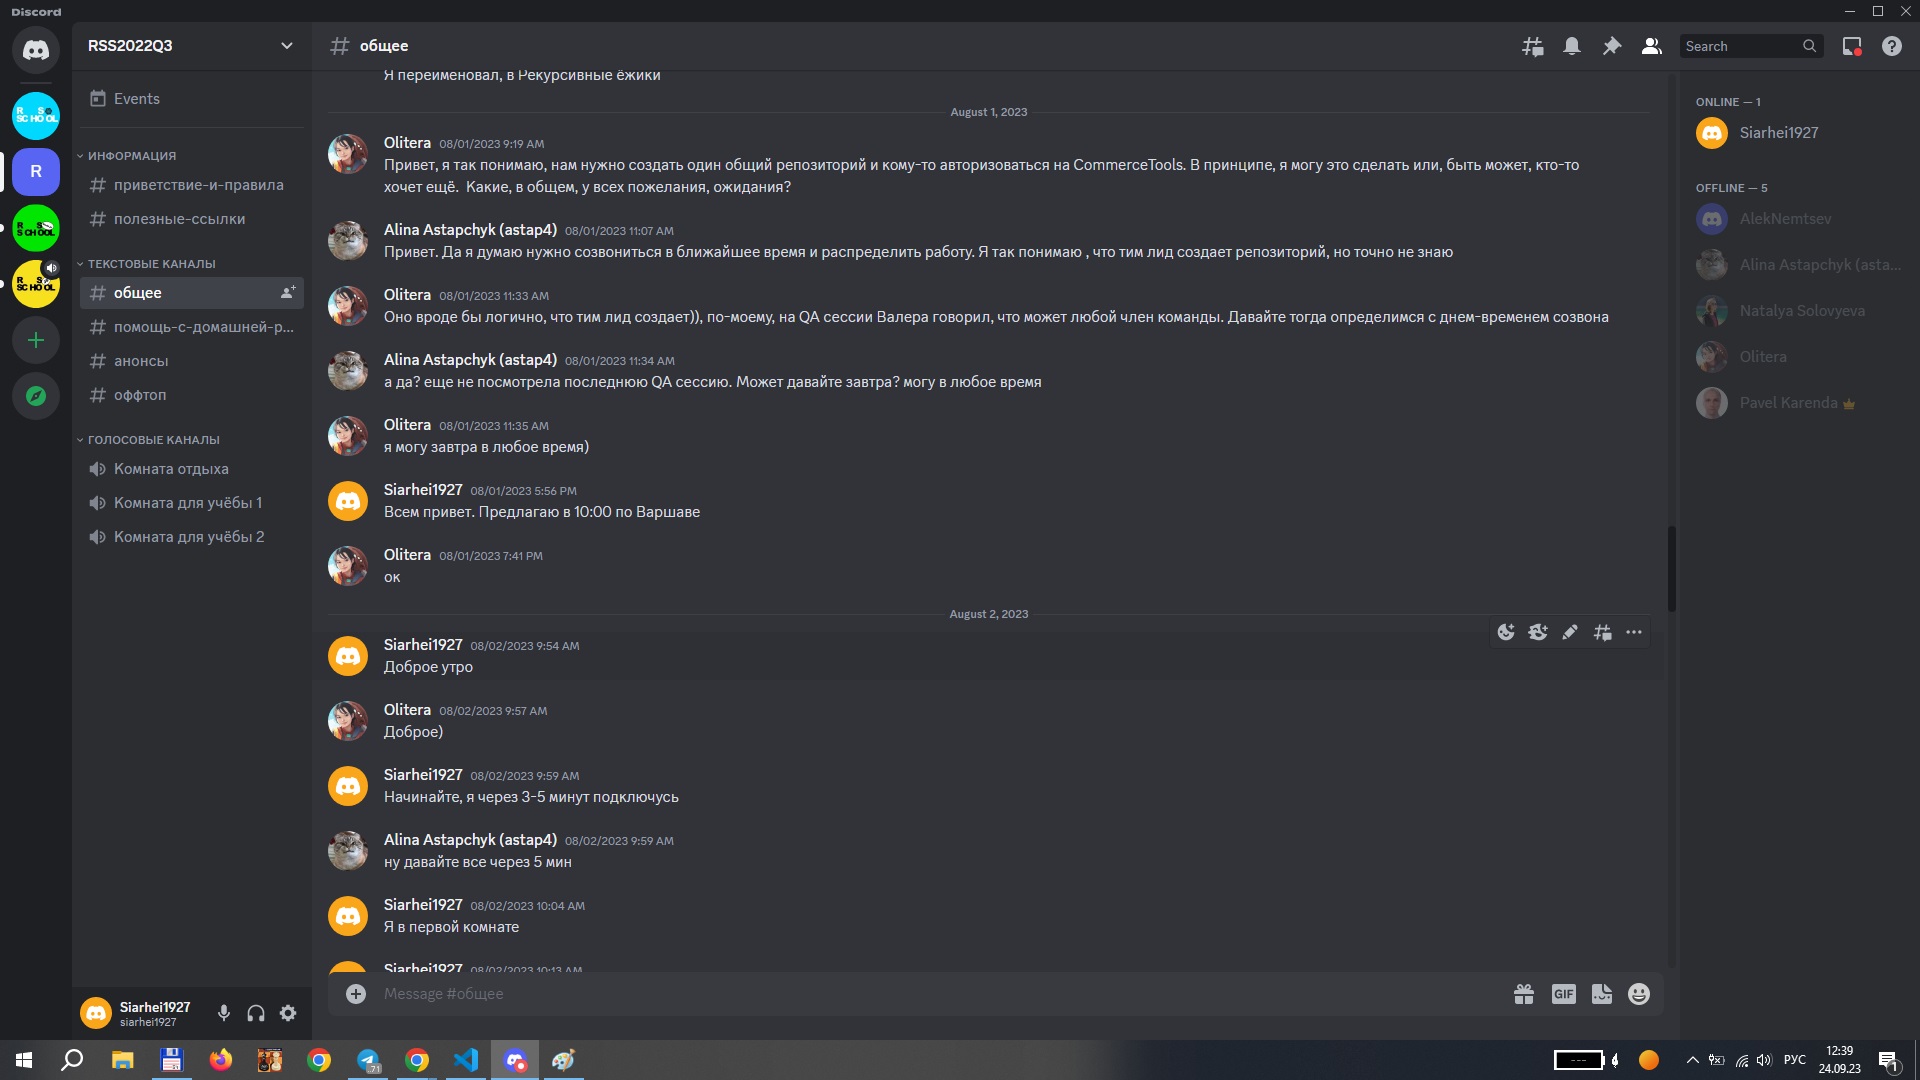 Discord
RSS2022Q3
Events
ИНФОРМАЦИЯ
приветствие-и-правила
полезные-ссылки
ТЕКСТОВЫЕ КАНАЛЫ
общее
помощь-с-домашней-р...
анонсы
оффтоп
ГОЛОСОВЫЕ КАНАЛЫ
Комната отдыха
Комната для учёбы 1
Комната для учёбы 2
Siarhei1927
siarhei1927
R S
SCHOOL
R
R S
SCHOOL
R S
SCHOOL
общее
Search
Я переименовал, в Рекурсивные ёжики
August 1, 2023
Olitera 08/01/2023 9:19 AM
Привет, я так понимаю, нам нужно создать один общий репозиторий и кому-то авторизоваться на CommerceTools. В принципе, я могу это сделать или, быть может, кто-то
хочет ещё. Какие, в общем, у всех пожелания, ожидания?
Alina Astapchyk (astap4) 08/01/2023 11:07 AM
Привет. Да я думаю нужно созвониться в ближайшее время и распределить работу. Я так понимаю , что тим лид создает репозиторий, но точно не знаю
Olitera 08/01/2023 11:33 AM
Оно вроде бы логично, что тим лид создает)), по-моему, на QA сессии Валера говорил, что может любой член команды. Давайте тогда определимся с днем-временем созвона
Alina Astapchyk (astap4) 08/01/2023 11:34 AM
а да? еще не посмотрела последнюю QA сессию. Может давайте завтра? могу в любое время
Olitera 08/01/2023 11:35 AM
я могу завтра в любое время)
Siarhei1927 08/01/2023 5:56 PM
Всем привет. Предлагаю в 10:00 по Варшаве
Olitera 08/01/2023 7:41 PM
ок
August 2, 2023
Siarhei1927 08/02/2023 9:54 AM
Доброе утро
Olitera 08/02/2023 9:57 AM
Доброе)
Siarhei1927 08/02/2023 9:59 AM
Начинайте, я через 3-5 минут подключусь
Alina Astapchyk (astap4) 08/02/2023 9:59 AM
ну давайте все через 5 мин
Siarhei1927 08/02/2023 10:04 AM
Я в первой комнате
Siarhei1927 08/02/2023 10:13 AM
Message #общее
GIF
ONLINE — 1
Siarhei1927
OFFLINE — 5
AlekNemtsev
Alina Astapchyk (asta...
Natalya Solovyeva
Olitera
Pavel Karenda
71
---
РУС
12:39
24.09.23
1